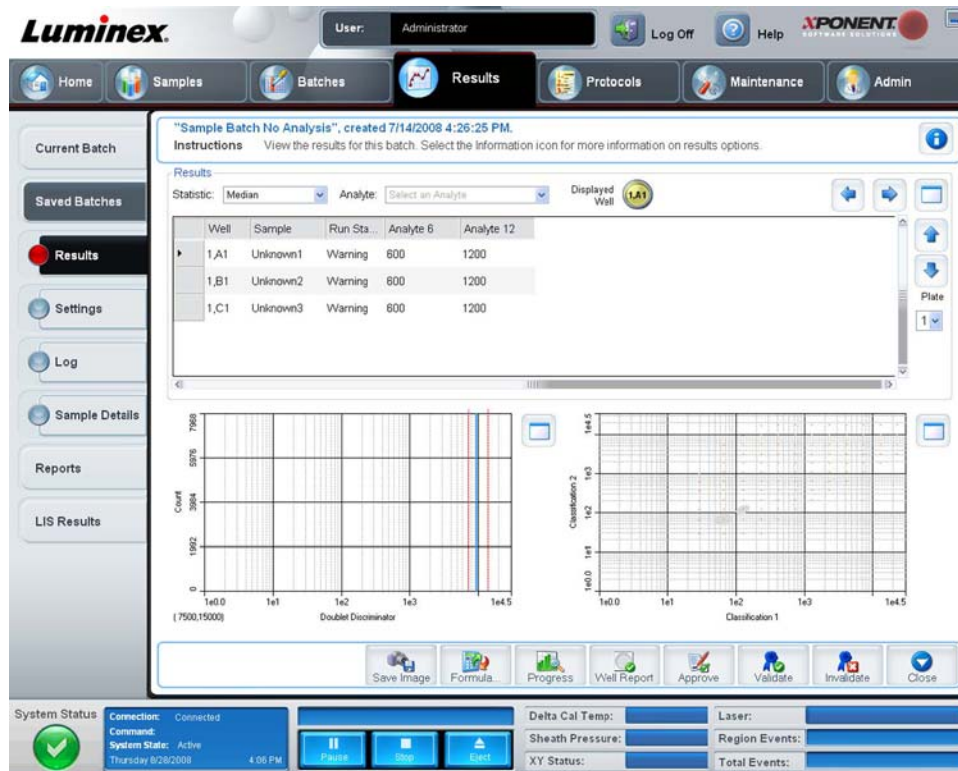 Luminex.
User: Administrator
Log Off
Help
XPONENT
SOFTWARE SOLUTIONS
Home
Samples
Batches
Results
Protocols
Maintenance
Admin
Current Batch
Saved Batches
Results
Settings
Log
Sample Details
Reports
LIS Results
"Sample Batch No Analysis", created 7/14/2008 4:26:25 PM.
Instructions View the results for this batch. Select the Information icon for more information on results options.
Results
Statistic: Median Analyte: Select an Analyte Displayed Well 1,A1
Well Sample Run Sta... Analyte 6 Analyte 12
1,A1 Unknown1 Warning 600 1200
1,B1 Unknown2 Warning 600 1200
1,C1 Unknown3 Warning 600 1200
Plate
1
7968
5976
3984
1992
0
Count
1e0.0 1e1 1e2 1e3 1e4.5
(7500,15000) Doublet Discriminator
1e4.5
1e3
1e2
1e1
1e0.0
Classification 2
1e0.0 1e1 1e2 1e3 1e4.5
Classification 1
Save Image
Formula...
Progress
Well Report
Approve
Validate
Invalidate
Close
System Status
Connection: Connected
Command:
System State: Active
Thursday 8/28/2008 4:06 PM
Pause
Stop
Eject
Delta Cal Temp:
Sheath Pressure:
XY Status:
Laser:
Region Events:
Total Events: